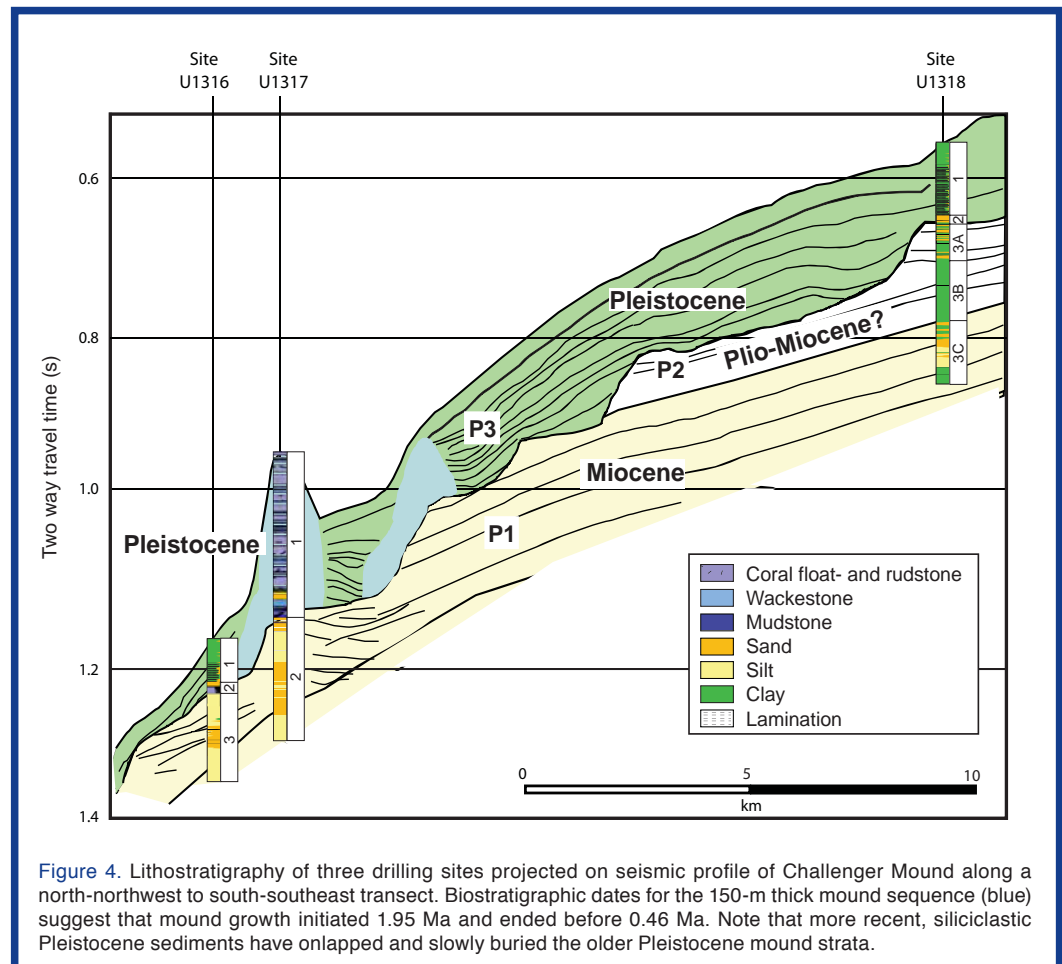 Site
U1316
Site
U1317
Site
U1318
0.6
0.8
1.0
1.2
1.4
Two way travel time (s)
Pleistocene
Plio-Miocene?
P2
P3
Miocene
P1
Pleistocene
1
2
3A
3B
3C
1
2
1
2
3
Coral float- and rudstone
Wackestone
Mudstone
Sand
Silt
Clay
Lamination
0 5 10
km
Figure 4. Lithostratigraphy of three drilling sites projected on seismic profile of Challenger Mound along a
north-northwest to south-southeast transect. Biostratigraphic dates for the 150-m thick mound sequence (blue)
suggest that mound growth initiated 1.95 Ma and ended before 0.46 Ma. Note that more recent, siliciclastic
Pleistocene sediments have onlapped and slowly buried the older Pleistocene mound strata.